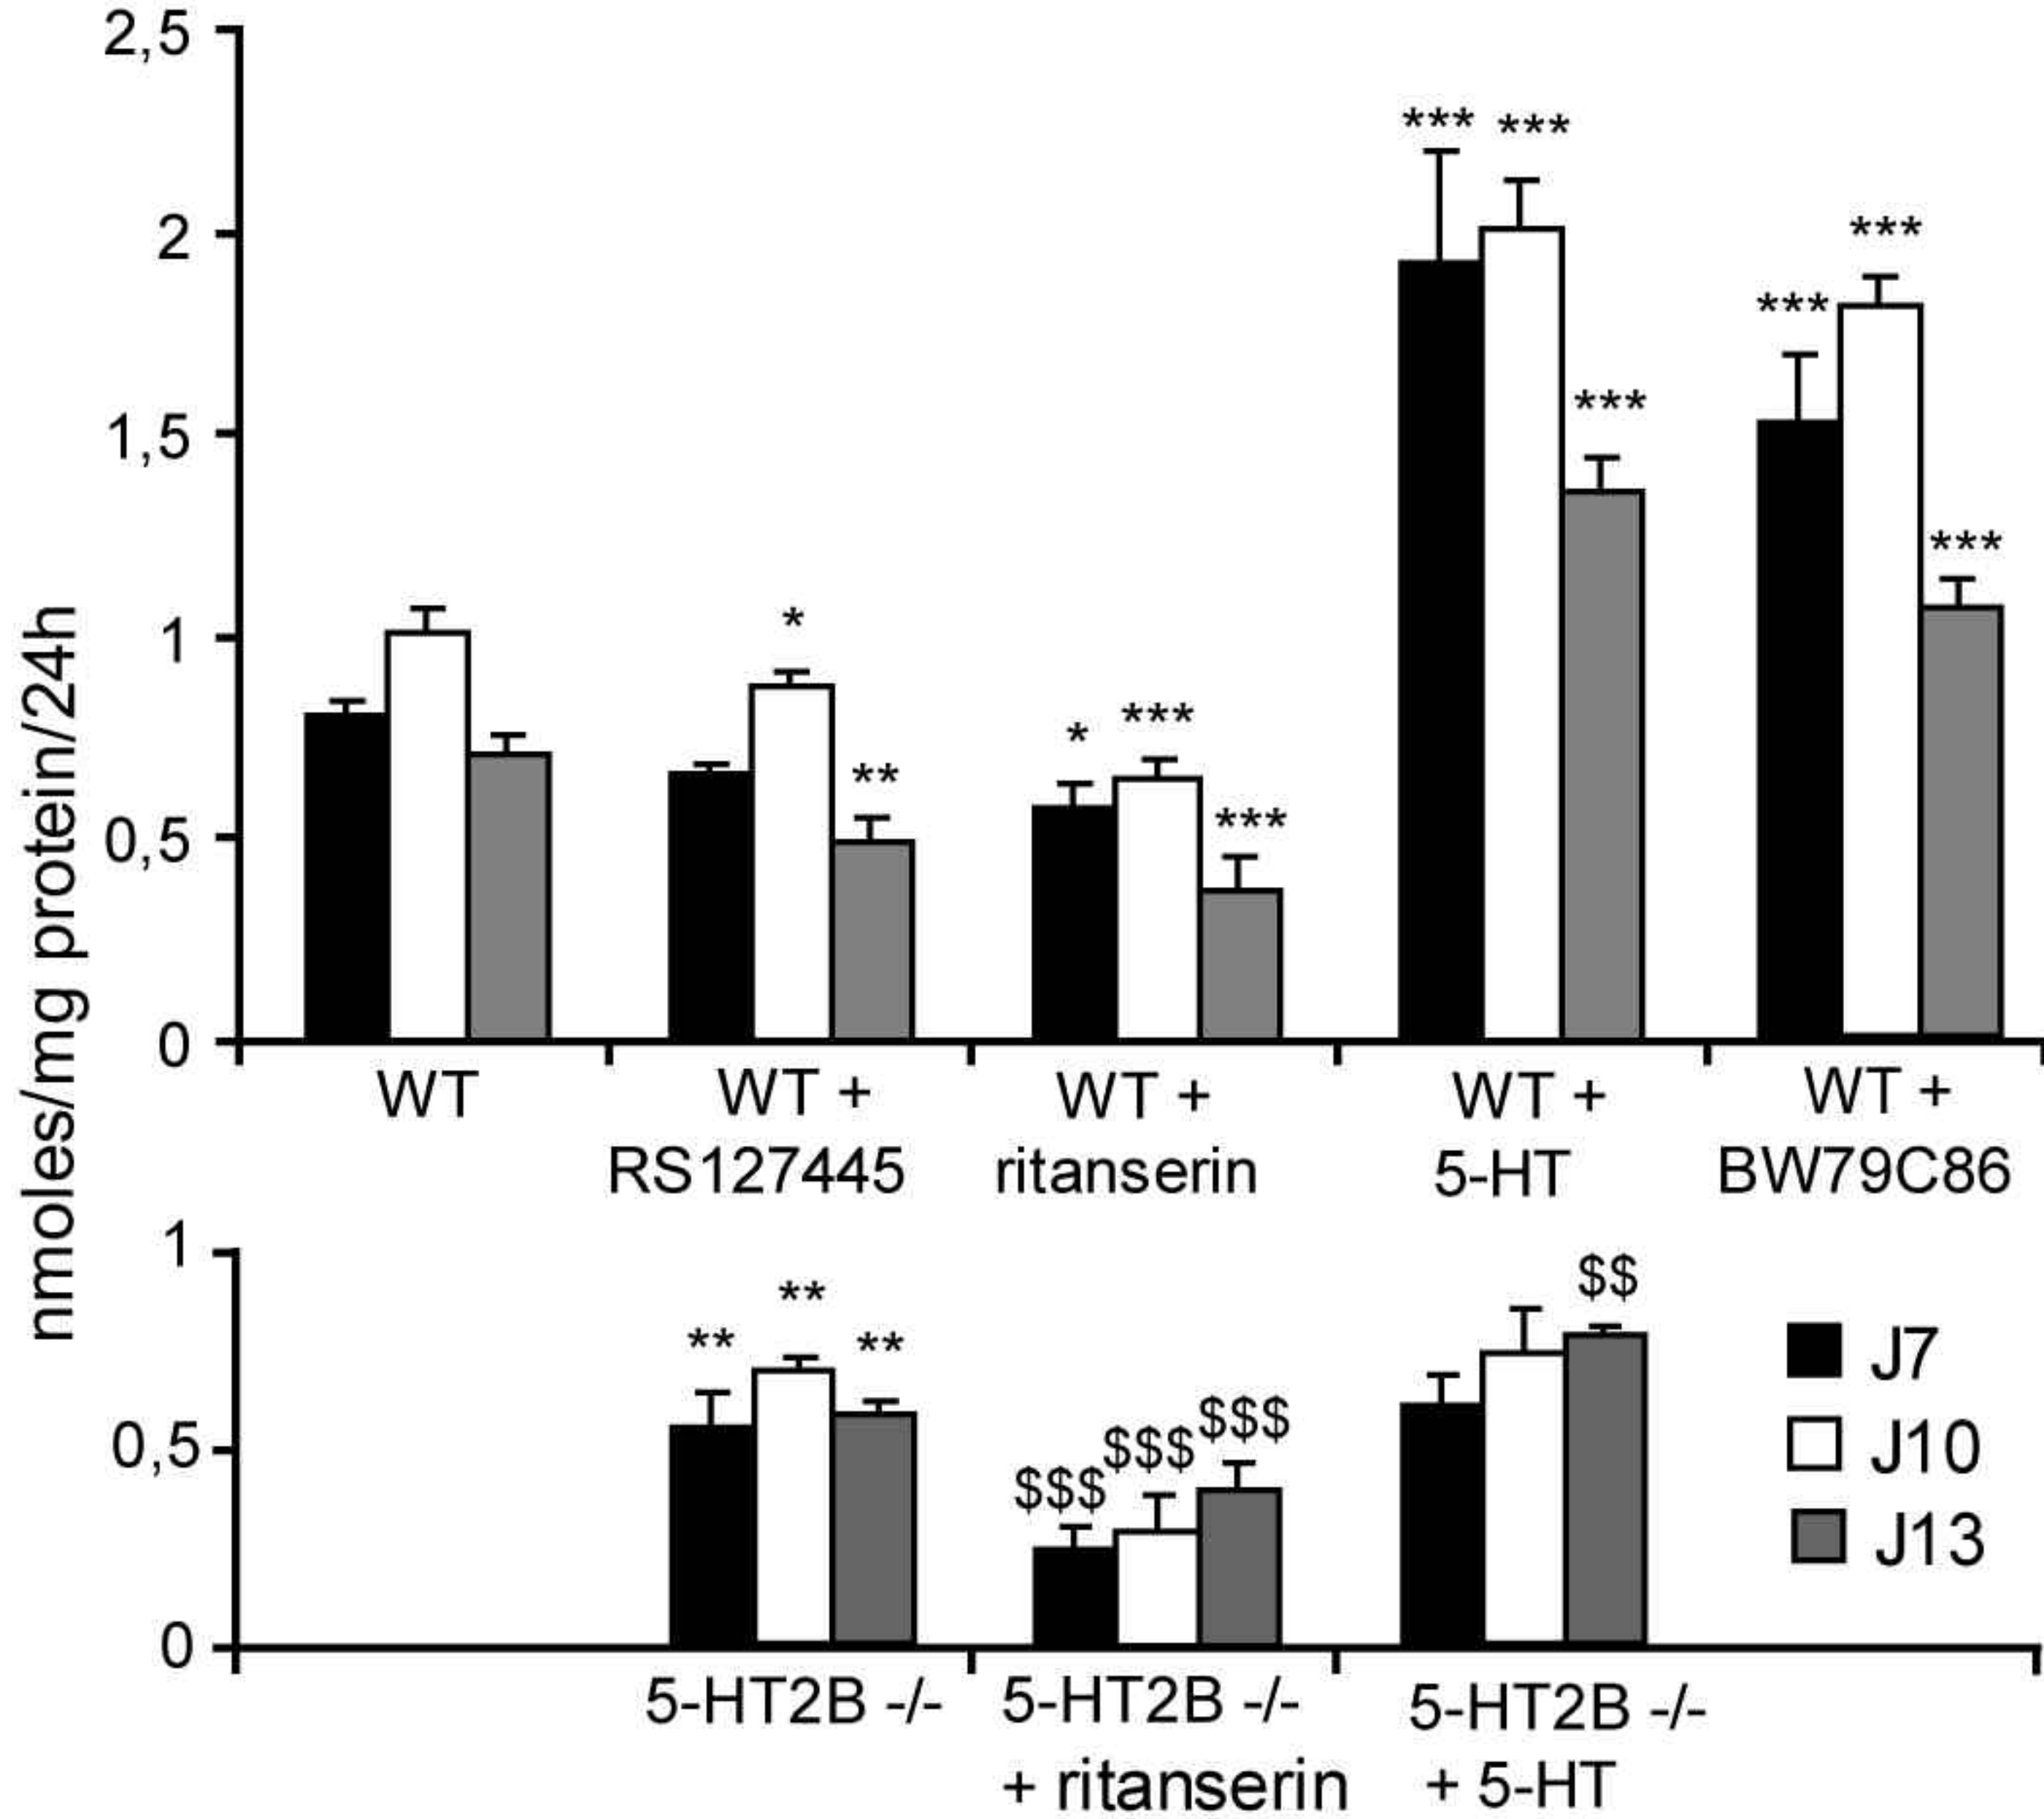 nmoles/mg protein/24h
2,5
2
1,5
1
0,5
0
*** ***
***
***
***
***
*
**
*
***
***
WT
WT +
RS127445
WT +
ritanserin
WT +
5-HT
WT +
BW79C86
1
0,5
0
**
**
**
$$$
$$$
$$$
$$
5-HT2B -/-
5-HT2B -/-
+ ritanserin
5-HT2B -/-
+ 5-HT
J7
J10
J13